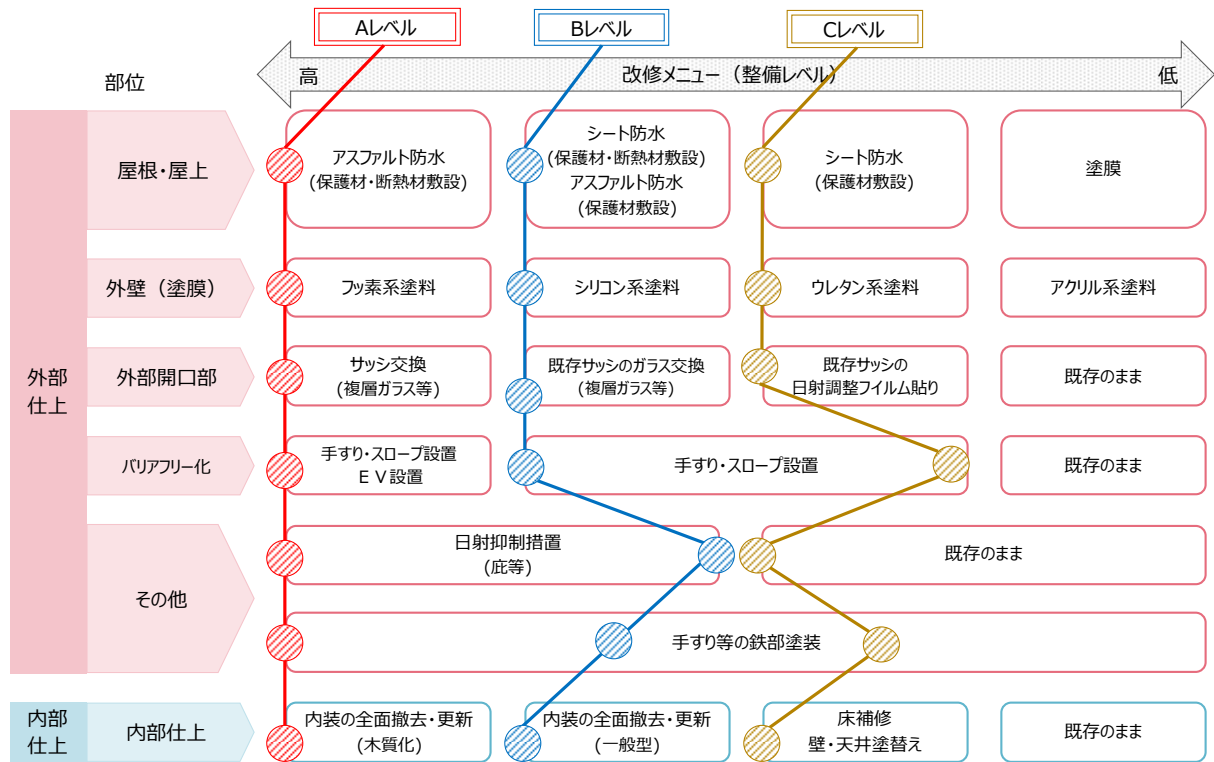 Aレベル
Bレベル
Cレベル
部位
高
改修メニュー（整備レベル）
低
外部
仕上
屋根・屋上
アスファルト防水
(保護材・断熱材敷設)
シート防水
(保護材・断熱材敷設)
アスファルト防水
(保護材敷設)
シート防水
(保護材敷設)
塗膜
外壁（塗膜）
フッ素系塗料
シリコン系塗料
ウレタン系塗料
アクリル系塗料
外部開口部
サッシ交換
(複層ガラス等)
既存サッシのガラス交換
(複層ガラス等)
既存サッシの
日射調整フイルム貼り
既存のまま
バリアフリー化
手すり・スロープ設置
ＥＶ設置
手すり・スロープ設置
既存のまま
その他
日射抑制措置
(庇等)
既存のまま
手すり等の鉄部塗装
内部
仕上
内部仕上
内装の全面撤去・更新
(木質化)
内装の全面撤去・更新
(一般型)
床補修
壁・天井塗替え
既存のまま